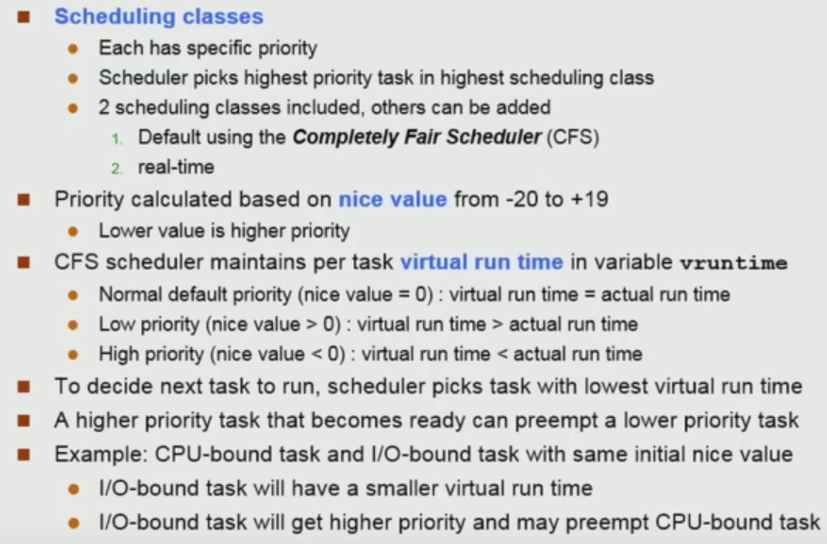 ■ Scheduling classes
● Each has specific priority
● Scheduler picks highest priority task in highest scheduling class
● 2 scheduling classes included, others can be added
1. Default using the Completely Fair Scheduler (CFS)
2. real-time
■ Priority calculated based on nice value from -20 to +19
● Lower value is higher priority
■ CFS scheduler maintains per task virtual run time in variable vruntime
● Normal default priority (nice value = 0) : virtual run time = actual run time
● Low priority (nice value > 0) : virtual run time > actual run time
● High priority (nice value < 0) : virtual run time < actual run time
■ To decide next task to run, scheduler picks task with lowest virtual run time
■ A higher priority task that becomes ready can preempt a lower priority task
■ Example: CPU-bound task and I/O-bound task with same initial nice value
● I/O-bound task will have a smaller virtual run time
● I/O-bound task will get higher priority and may preempt CPU-bound task